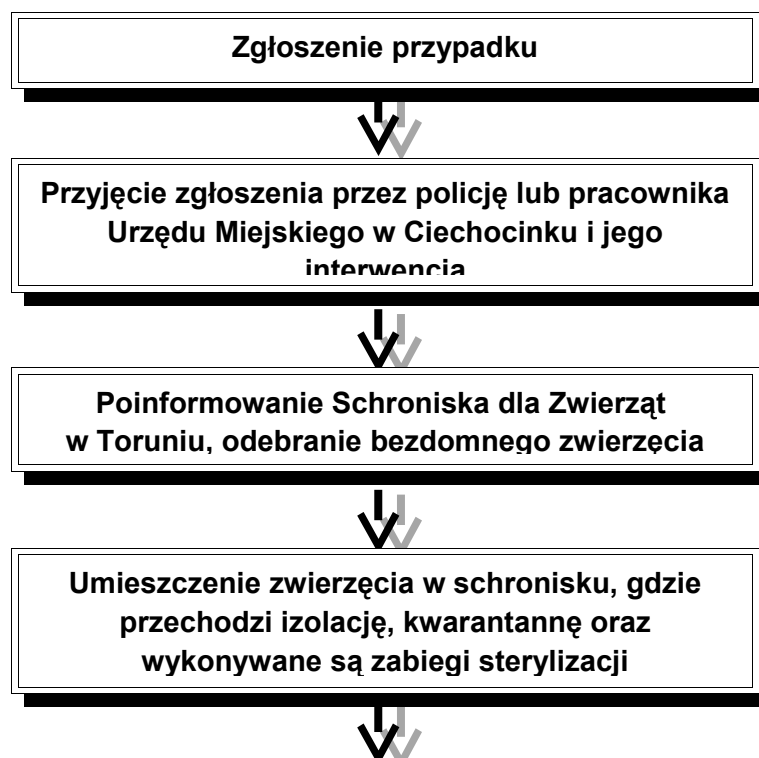 Zgłoszenie przypadku
Przyjęcie zgłoszenia przez policję lub pracownika
Urzędu Miejskiego w Ciechocinku i jego
interwencja
Poinformowanie Schroniska dla Zwierząt
w Toruniu, odebranie bezdomnego zwierzęcia
Umieszczenie zwierzęcia w schronisku, gdzie
przechodzi izolację, kwarantannę oraz
wykonywane są zabiegi sterylizacji